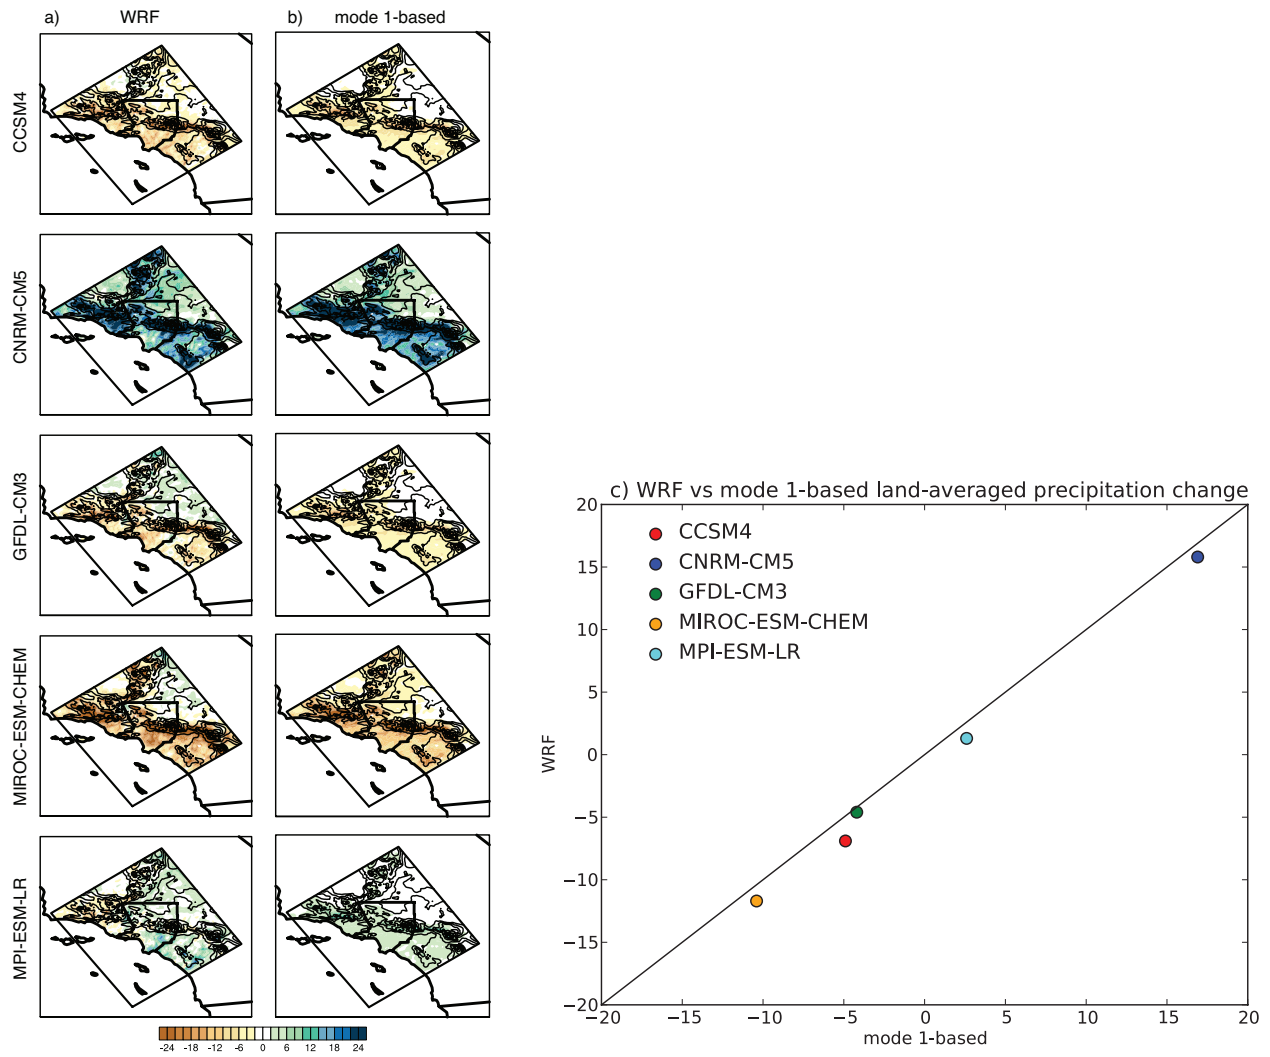 a) WRF b) mode 1-based
CCSM4
CNRM-CM5
GFDL-CM3
MIROC-ESM-CHEM
MPI-ESM-LR
-24 -18 -12 -6 0 6 12 18 24
c) WRF vs mode 1-based land-averaged precipitation change
20
15
10
5
0
−5
−10
−15
−20
WRF
CCSM4
CNRM-CM5
GFDL-CM3
MIROC-ESM-CHEM
MPI-ESM-LR
−20 −15 −10 −5 0 5 10 15 20
mode 1-based